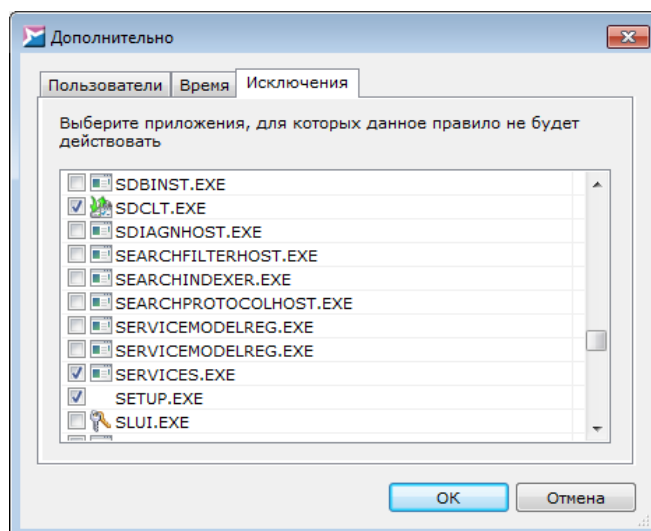 Дополнительно
Пользователи Время Исключения
Выберите приложения, для которых данное правило не будет
действовать
SDBINST.EXE
SDCLT.EXE
SDIAGNHOST.EXE
SEARCHFILTERHOST.EXE
SEARCHINDEXER.EXE
SEARCHPROTOCOLHOST.EXE
SERVICEMODELREG.EXE
SERVICEMODELREG.EXE
SERVICES.EXE
SETUP.EXE
SLUI.EXE
OK Отмена